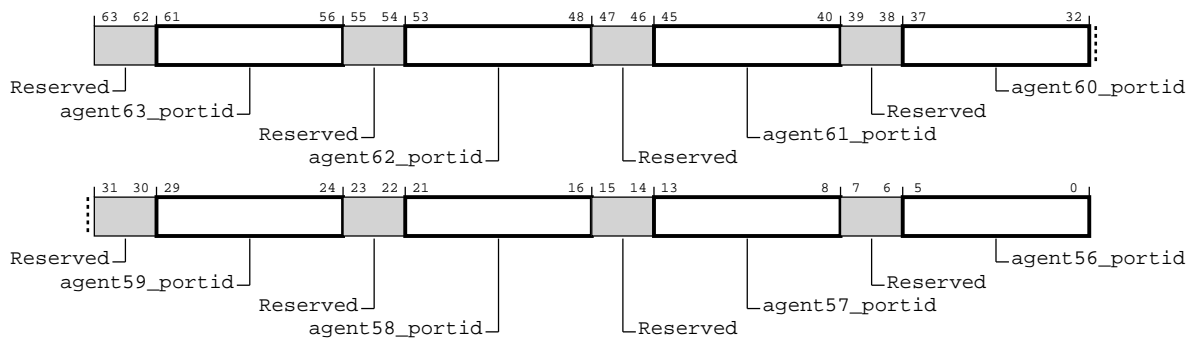 63 62 61 56 55 54 53 48 47 46 45 40 39 38 37 32
Reserved agent60_portid
agent63_portid Reserved
Reserved agent61_portid
agent62_portid Reserved
31 30 29 24 23 22 21 16 15 14 13 8 7 6 5 0
Reserved agent56_portid
agent59_portid Reserved
Reserved agent57_portid
agent58_portid Reserved